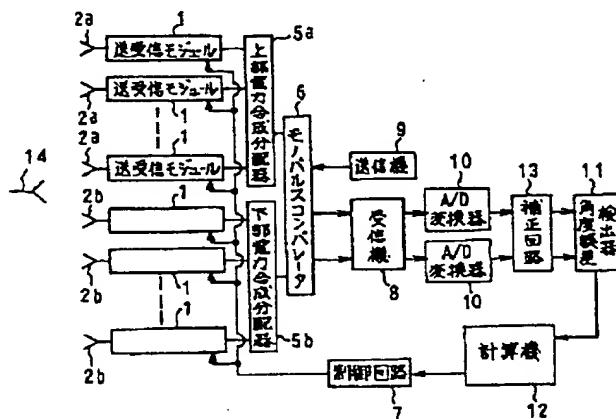 1
5a
2a
送受信モジュール
上部電力合成分配器
2a
送受信モジュール
1
6
モノパルスコンパレータ
9
送信機
2a
1
送受信モジュール
14
10
A/D
変換器
13
補正回路
11
角度誤差
検出器
2b
1
下部電力合成分配器
受信機
8
2b
1
A/D
変換器
10
1
2b
5b
制御回路
7
計算機
12